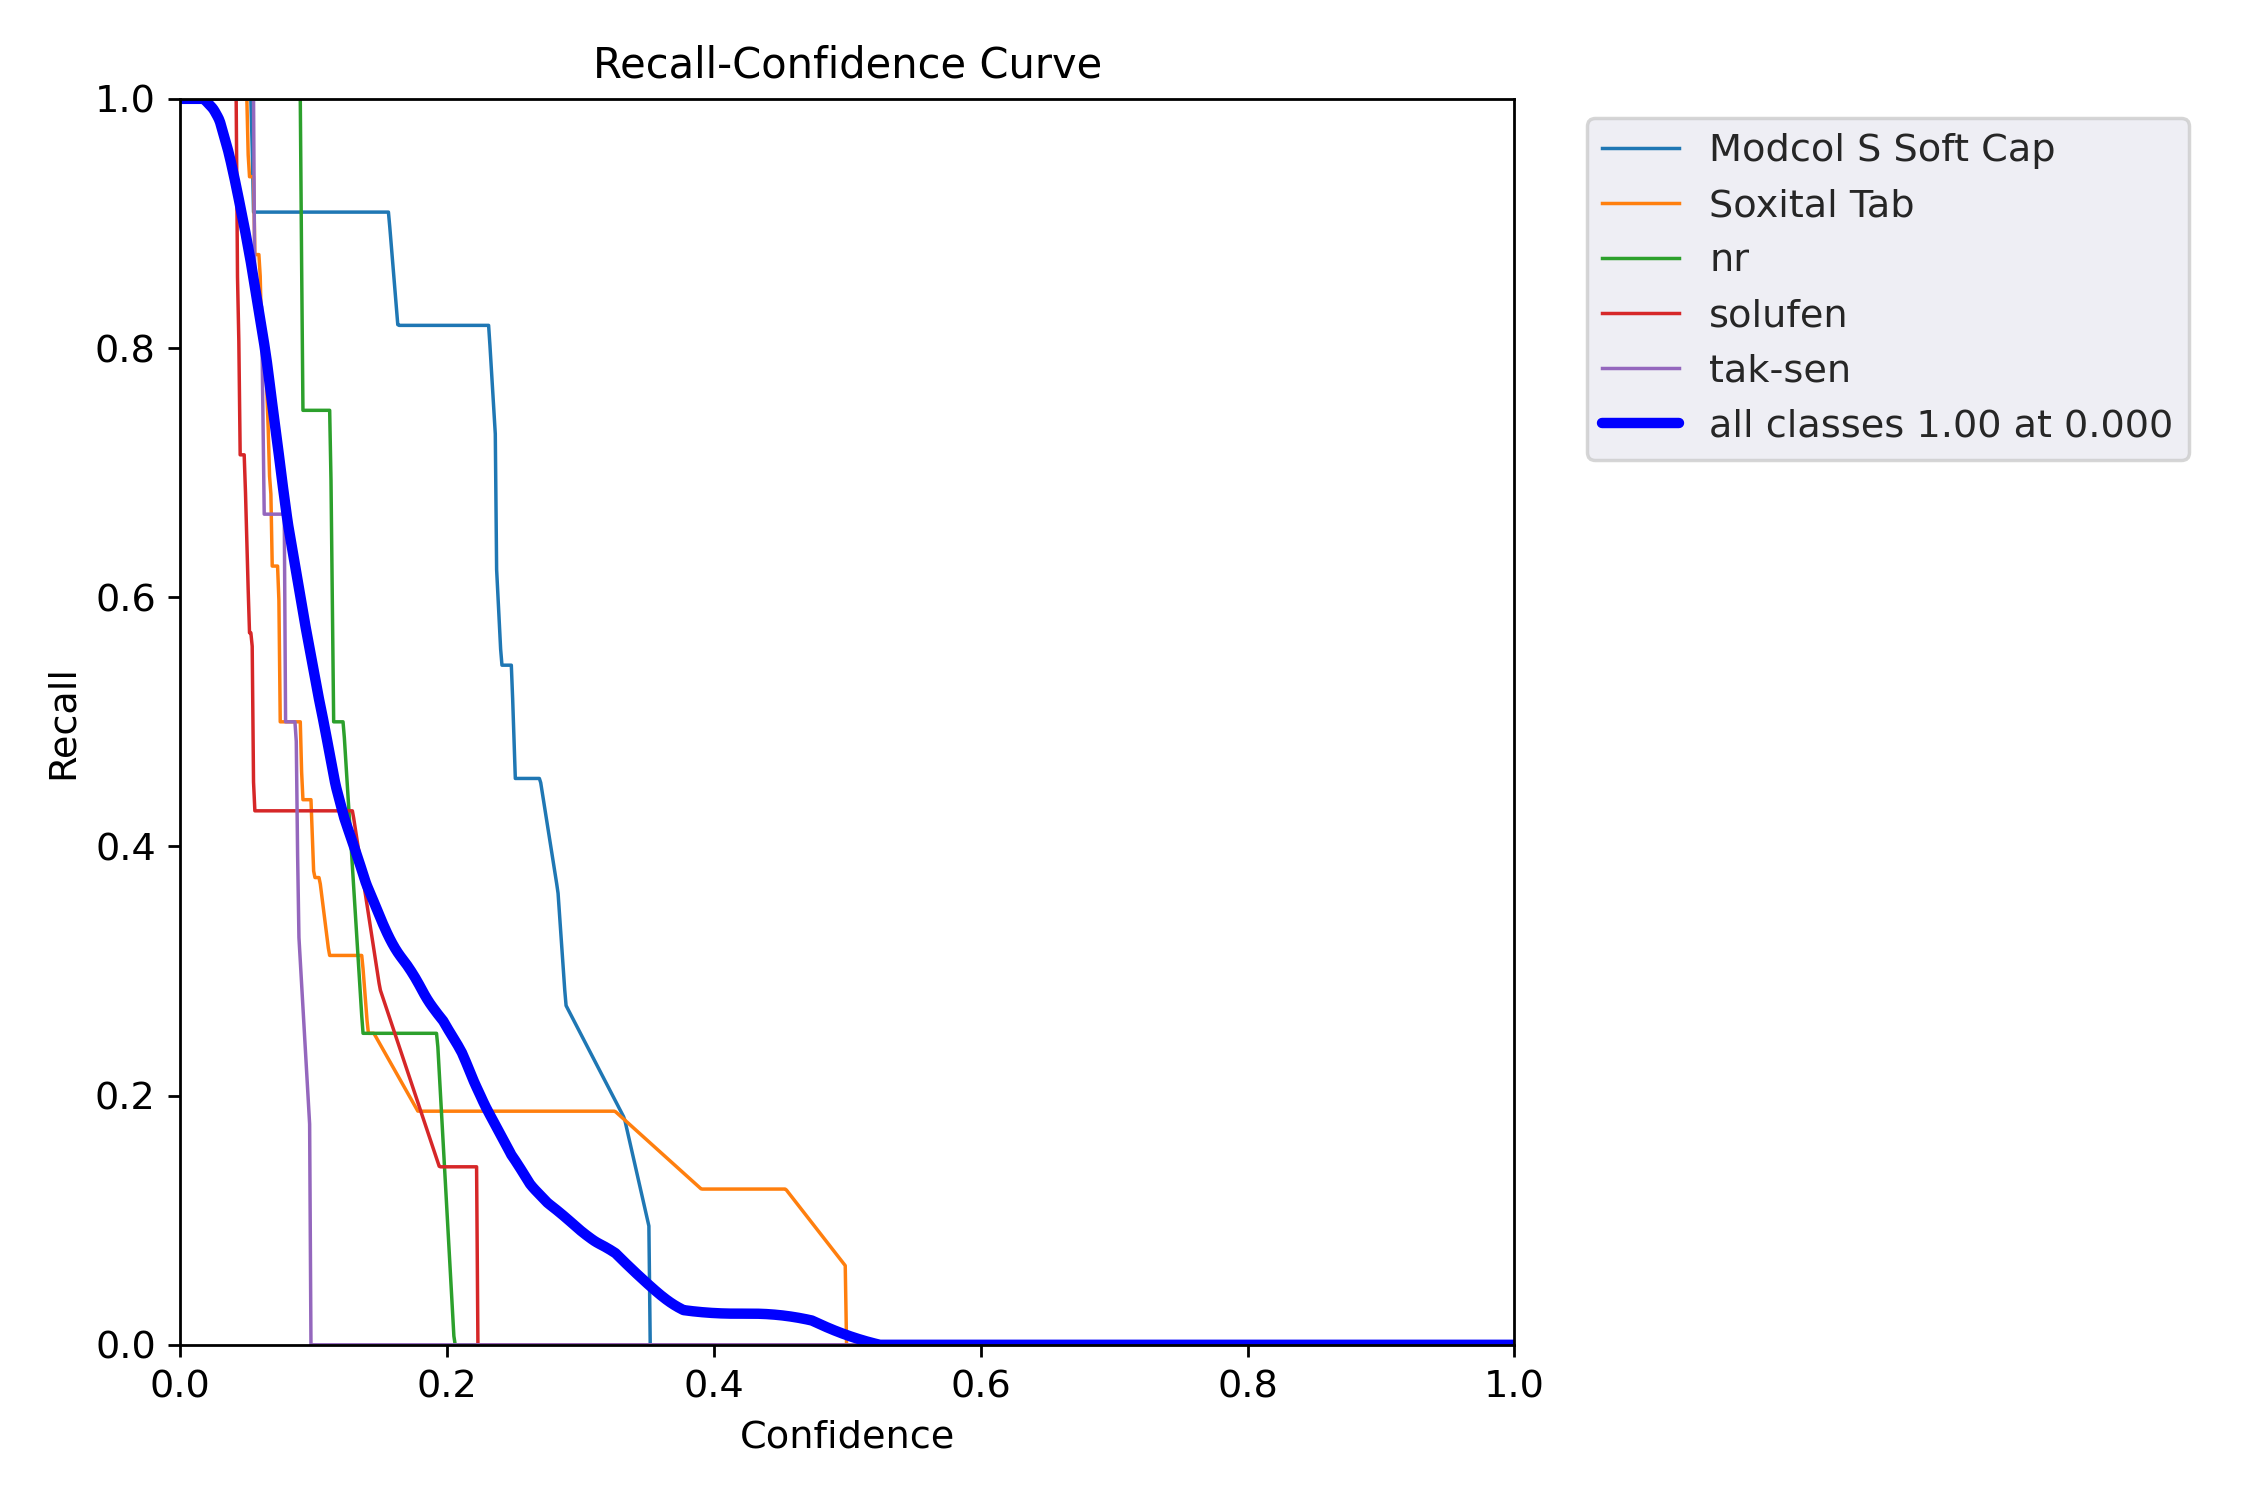 Recall-Confidence Curve
1.0
0.8
0.6
0.4
0.2
0.0
Recall
0.0 0.2 0.4 0.6 0.8 1.0
Confidence
Modcol S Soft Cap
Soxital Tab
nr
solufen
tak-sen
all classes 1.00 at 0.000